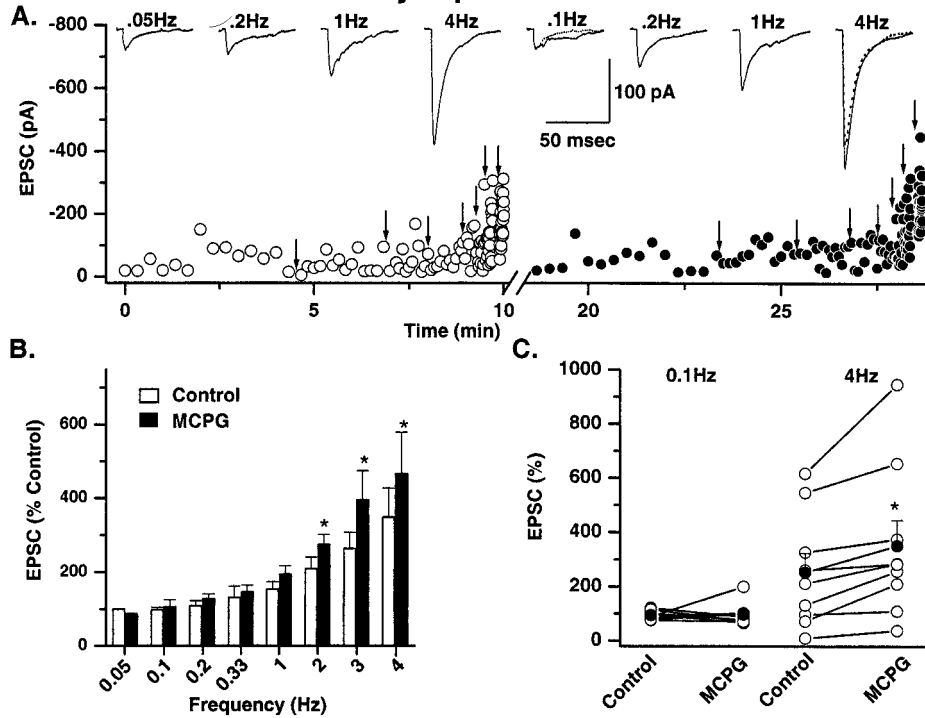 A.
.05Hz .2Hz 1Hz 4Hz .1Hz .2Hz 1Hz 4Hz
-800
-600
-400
-200
0
EPSC (pA)
100 pA
50 msec
0 5 10 20 25
Time (min)
B.
Control
MCPG
600
400
200
0
EPSC (% Control)
* * *
0.05 0.1 0.2 0.33 1 2 3 4
Frequency (Hz)
C.
0.1Hz 4Hz
1000
800
600
400
200
0
EPSC (%)
*
Control MCPG Control MCPG